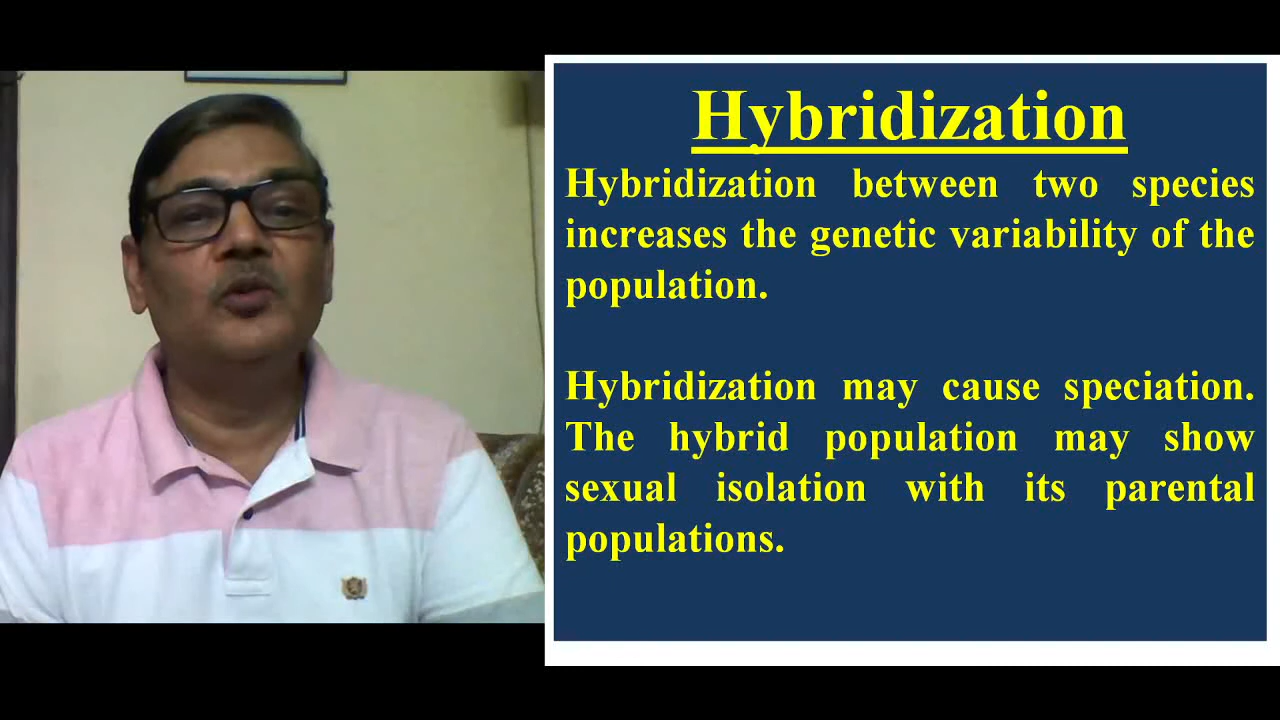 Hybridization
Hybridization between two species
increases the genetic variability of the
population.
Hybridization may cause speciation.
The hybrid population may show
sexual isolation with its parental
populations.